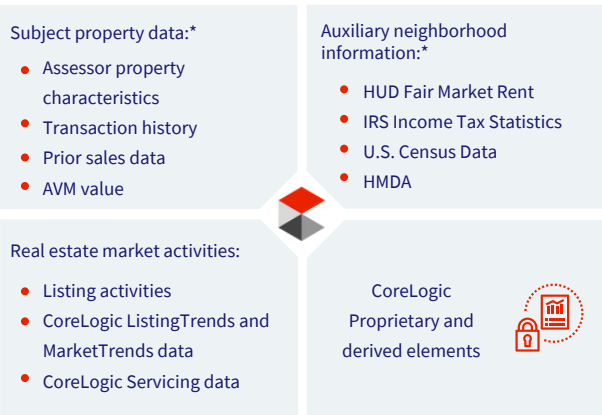 Subject property data:*
• Assessor property
characteristics
• Transaction history
• Prior sales data
• AVM value
Auxiliary neighborhood
information:*
• HUD Fair Market Rent
• IRS Income Tax Statistics
• U.S. Census Data
• HMDA
Real estate market activities:
• Listing activities
• CoreLogic ListingTrends and
MarketTrends data
• CoreLogic Servicing data
CoreLogic
Proprietary and
derived elements